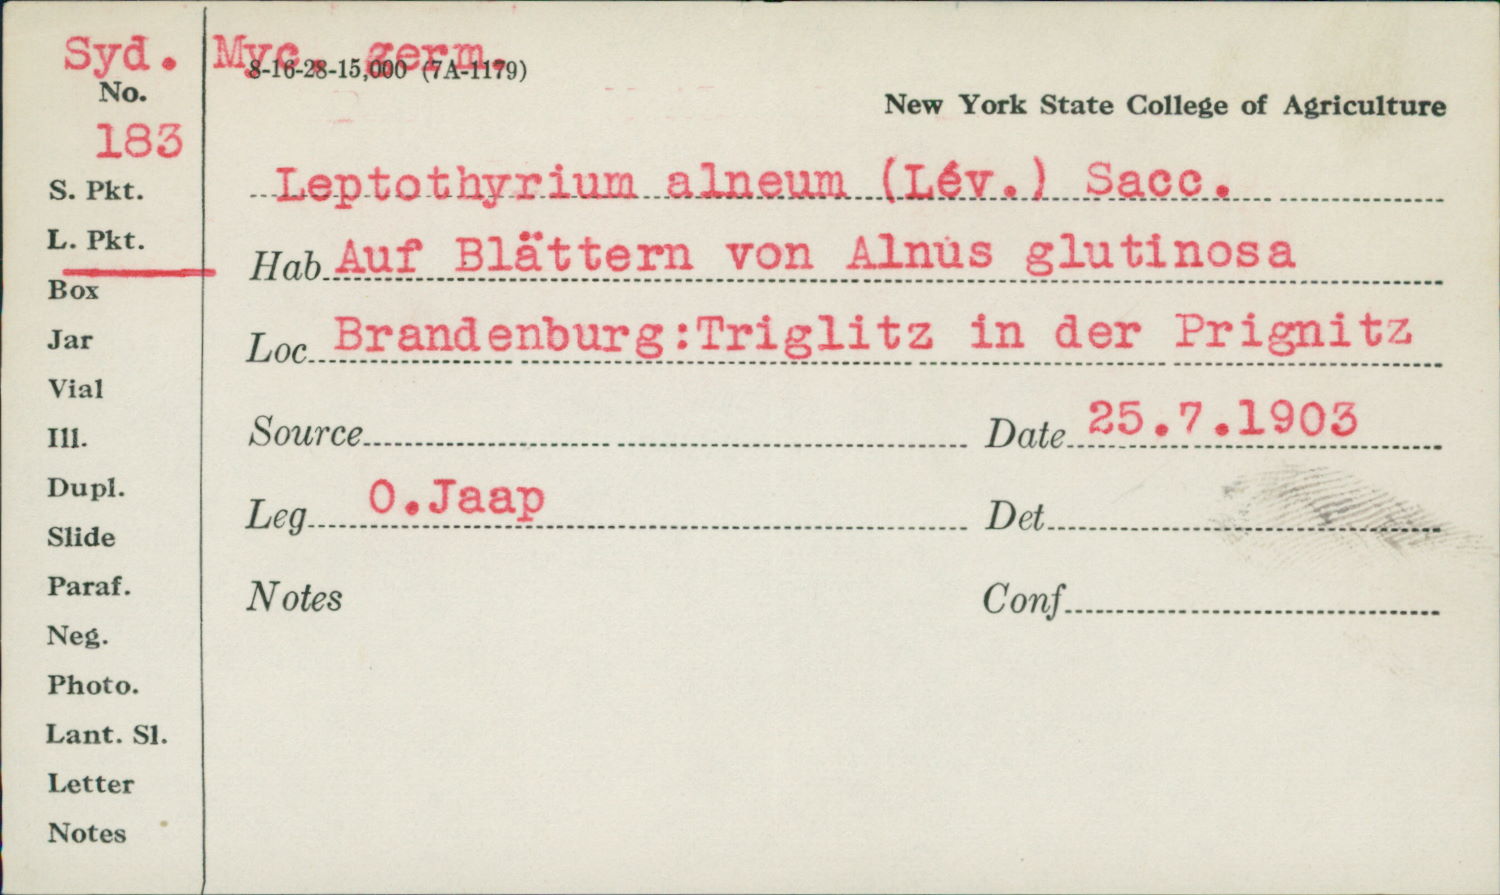 Syd. Myc. germ.
8-16-28-15,000 (7A-1179)
No.
183
New York State College of Agriculture
Leptothyrium alneum (Lév.) Sacc.
Hab. Auf Blättern von Alnus glutinosa
Loc. Brandenburg:Triglitz in der Prignitz
Source Date 25.7.1903
Leg. O.Jaap Det.
Notes Conf.
S. Pkt.
L. Pkt.
Box
Jar
Vial
Ill.
Dupl.
Slide
Paraf.
Neg.
Photo.
Lant. Sl.
Letter
Notes